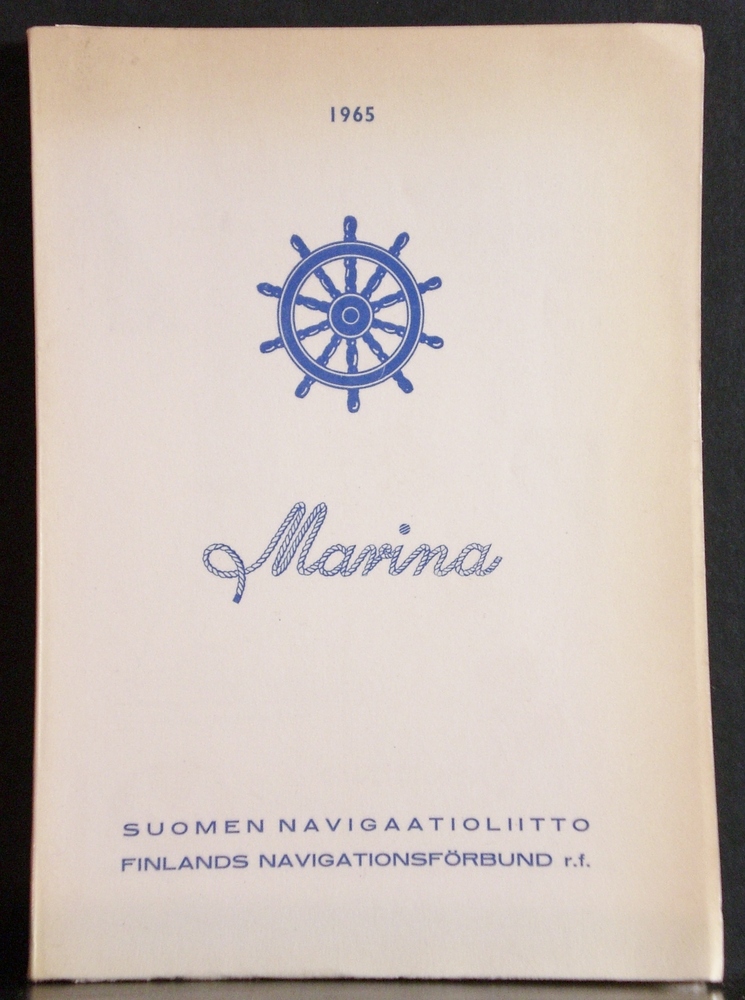 1965
Marina
SUOMEN NAVIGAATIOLIITTO
FINLANDS NAVIGATIONSFÖRBUND r.f.